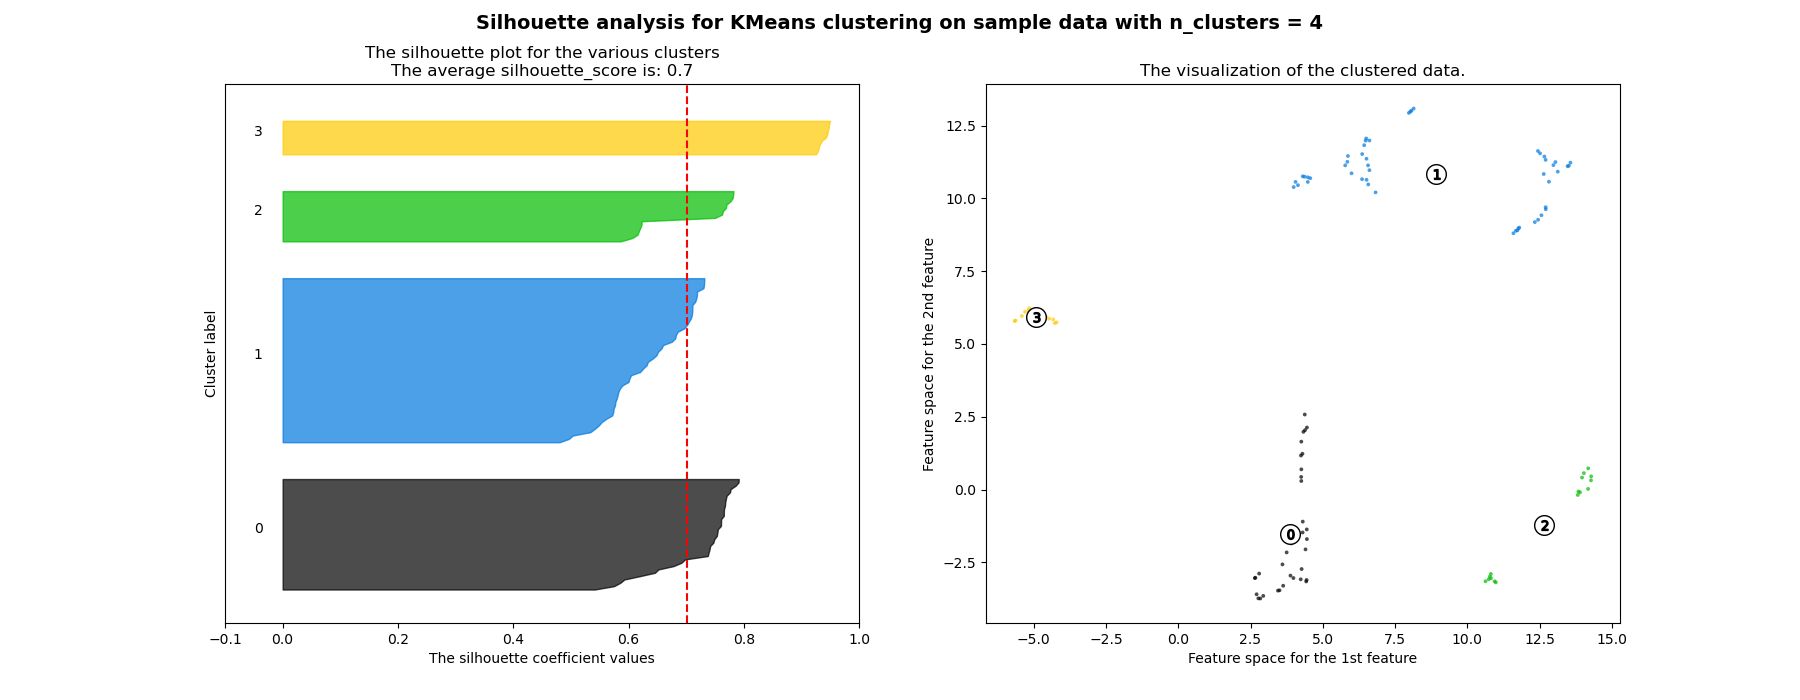 Silhouette analysis for KMeans clustering on sample data with n_clusters = 4
The silhouette plot for the various clusters
The average silhouette_score is: 0.7
3
2
1
0
Cluster label
−0.1 0.0 0.2 0.4 0.6 0.8 1.0
The silhouette coefficient values
The visualization of the clustered data.
12.5
10.0
7.5
5.0
2.5
0.0
−2.5
Feature space for the 2nd feature
1
3
2
0
−5.0 −2.5 0.0 2.5 5.0 7.5 10.0 12.5 15.0
Feature space for the 1st feature